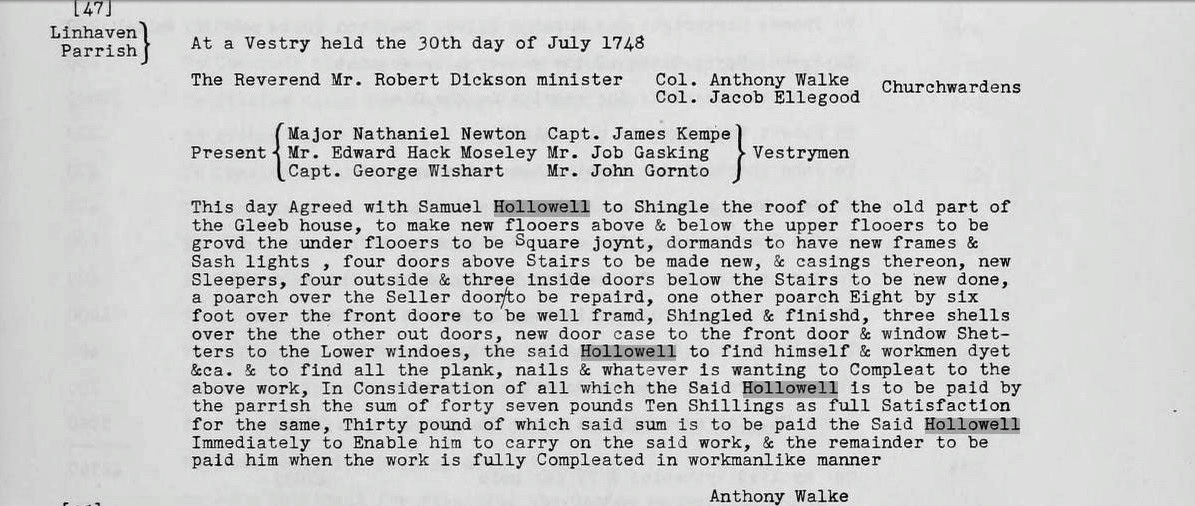 [47]
Linhaven
Parrish}
At a Vestry held the 30th day of July 1748
The Reverend Mr. Robert Dickson minister Col. Anthony Walke
Col. Jacob Ellegood Churchwardens
Major Nathaniel Newton Capt. James Kempe
Present { Mr. Edward Hack Moseley Mr. Job Gasking } Vestrymen
Capt. George Wishart Mr. John Gornto
This day Agreed with Samuel Hollowell to Shingle the roof of the old part of
the Gleeb house, to make new flooers above & below the upper flooers to be
grovd the under flooers to be Square joynt, dormands to have new frames &
Sash lights , four doors above Stairs to be made new, & casings thereon, new
Sleepers, four outside & three inside doors below the Stairs to be new done,
a poarch over the Seller door/to be repaird, one other poarch Eight by six
foot over the front doore to be well framd, Shingled & finishd, three shells
over the the other out doors, new door case to the front door & window Shet-
ters to the Lower windoes, the said Hollowell to find himself & workmen dyet
&ca. & to find all the plank, nails & whatever is wanting to Compleat to the
above work, In Consideration of all which the Said Hollowell is to be paid by
the parrish the sum of forty seven pounds Ten Shillings as full Satisfaction
for the same, Thirty pound of which said sum is to be paid the Said Hollowell
Immediately to Enable him to carry on the said work, & the remainder to be
paid him when the work is fully Compleated in workmanlike manner
Anthony Walke